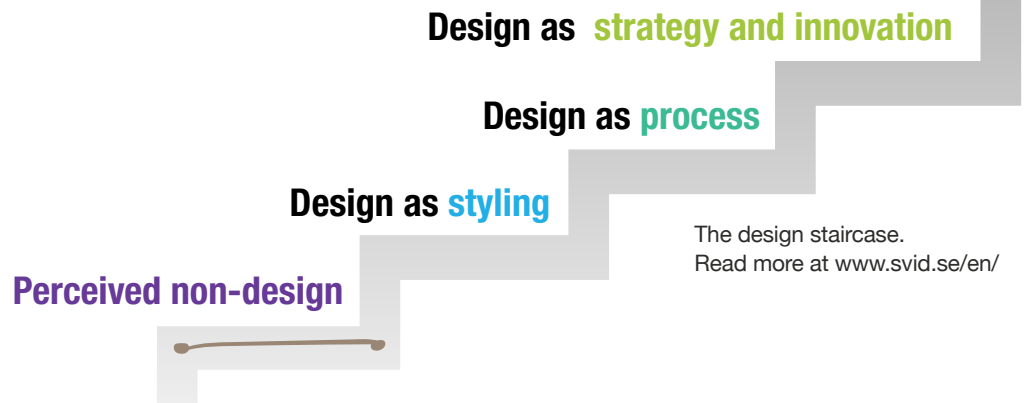 Design as strategy and innovation
Design as process
Design as styling
The design staircase.
Read more at www.svid.se/en/
Perceived non-design